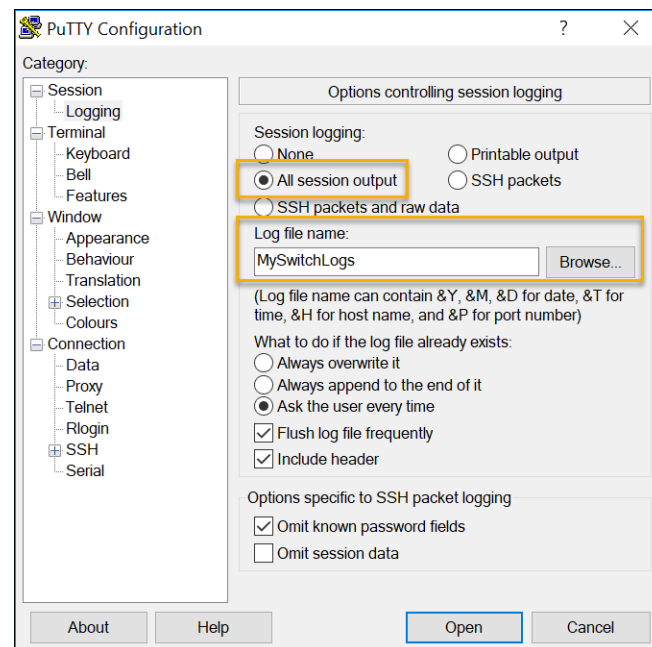 PuTTY Configuration
?
Category:
Session
Logging
Terminal
Keyboard
Bell
Features
Window
Appearance
Behaviour
Translation
Selection
Colours
Connection
Data
Proxy
Telnet
Rlogin
SSH
Serial
Options controlling session logging
Session logging:
None
Printable output
All session output
SSH packets
SSH packets and raw data
Log file name:
MySwitchLogs
Browse...
(Log file name can contain &Y, &M, &D for date, &T for
time, &H for host name, and &P for port number)
What to do if the log file already exists:
Always overwrite it
Always append to the end of it
Ask the user every time
Flush log file frequently
Include header
Options specific to SSH packet logging
Omit known password fields
Omit session data
About
Help
Open
Cancel